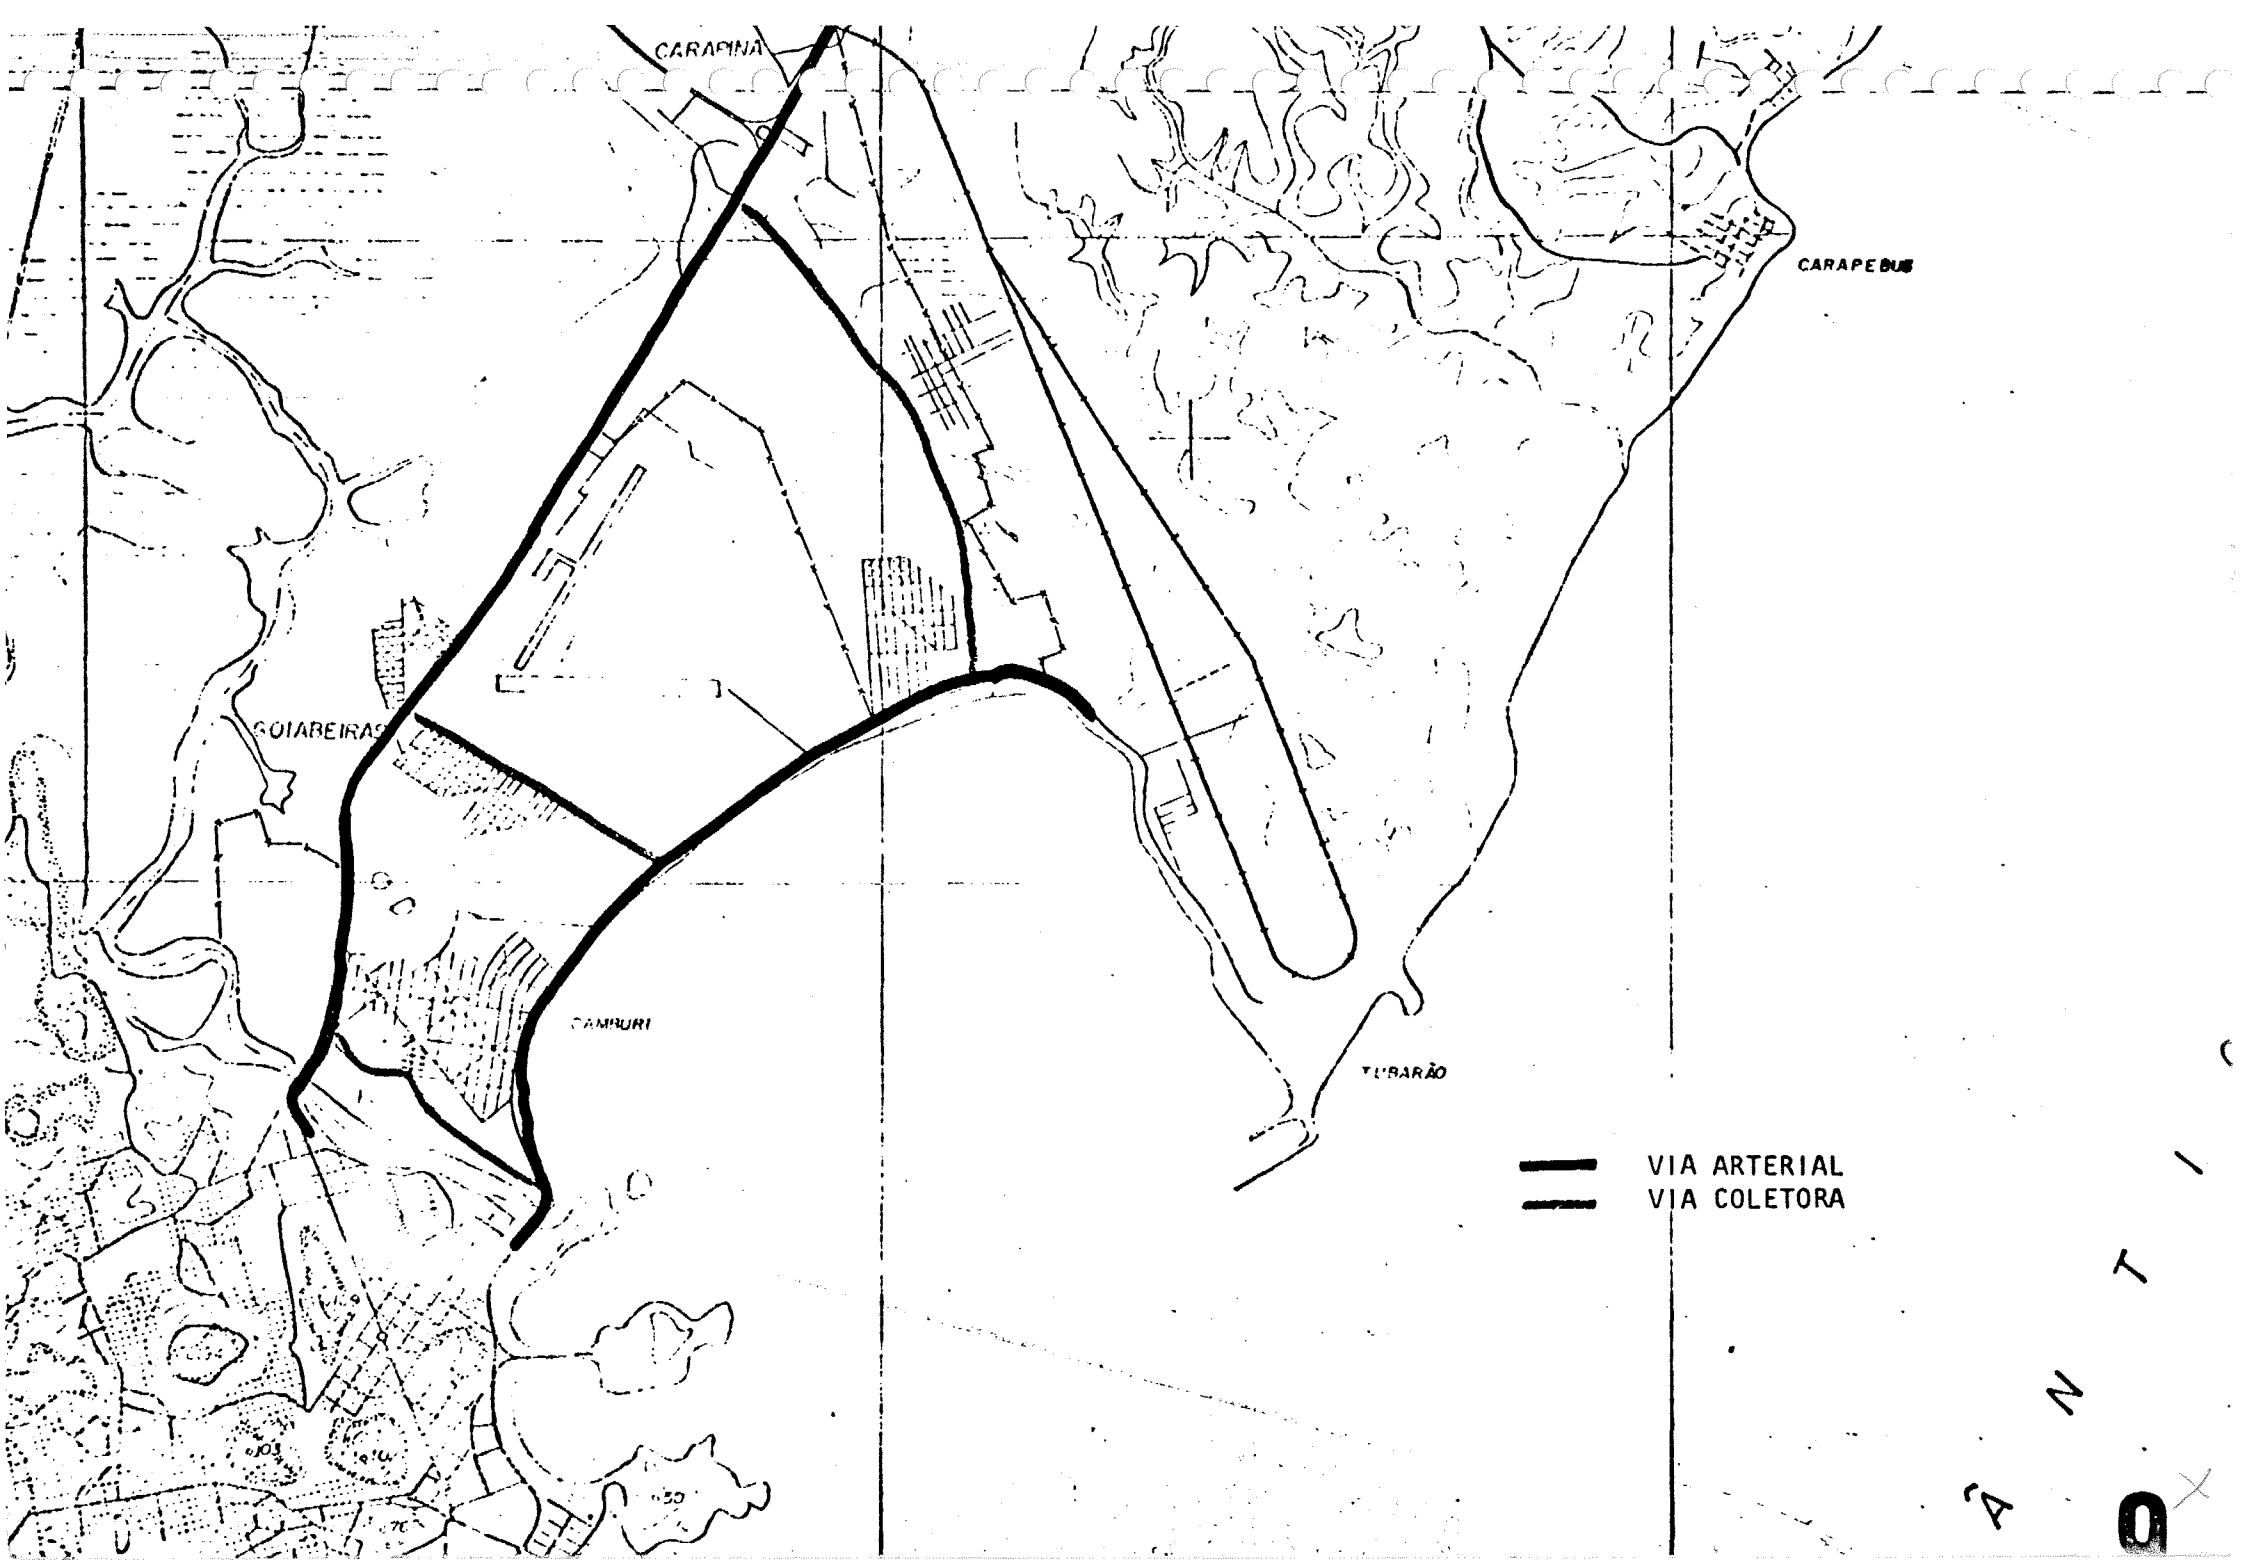 CARAPINA
CARAPEBUS
GOIABEIRAS
CAMBURI
TUBARÃO
VIA ARTERIAL
VIA COLETORA
Â N T I C